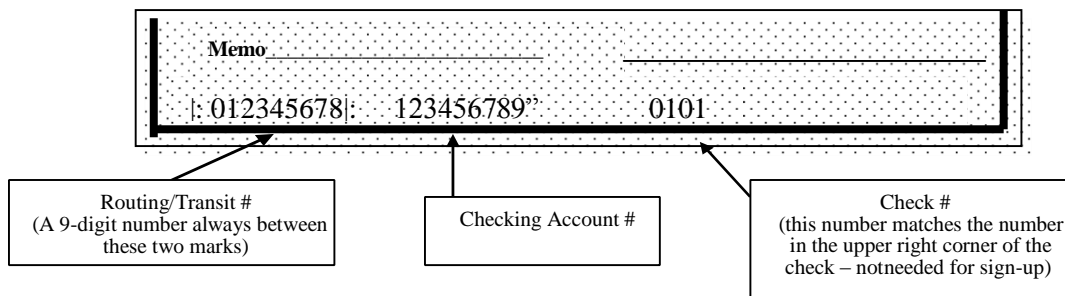 Memo
|: 012345678|: 123456789” 0101
Routing/Transit #
(A 9-digit number always between
these two marks)
Checking Account #
Check #
(this number matches the number
in the upper right corner of the
check – notneeded for sign-up)